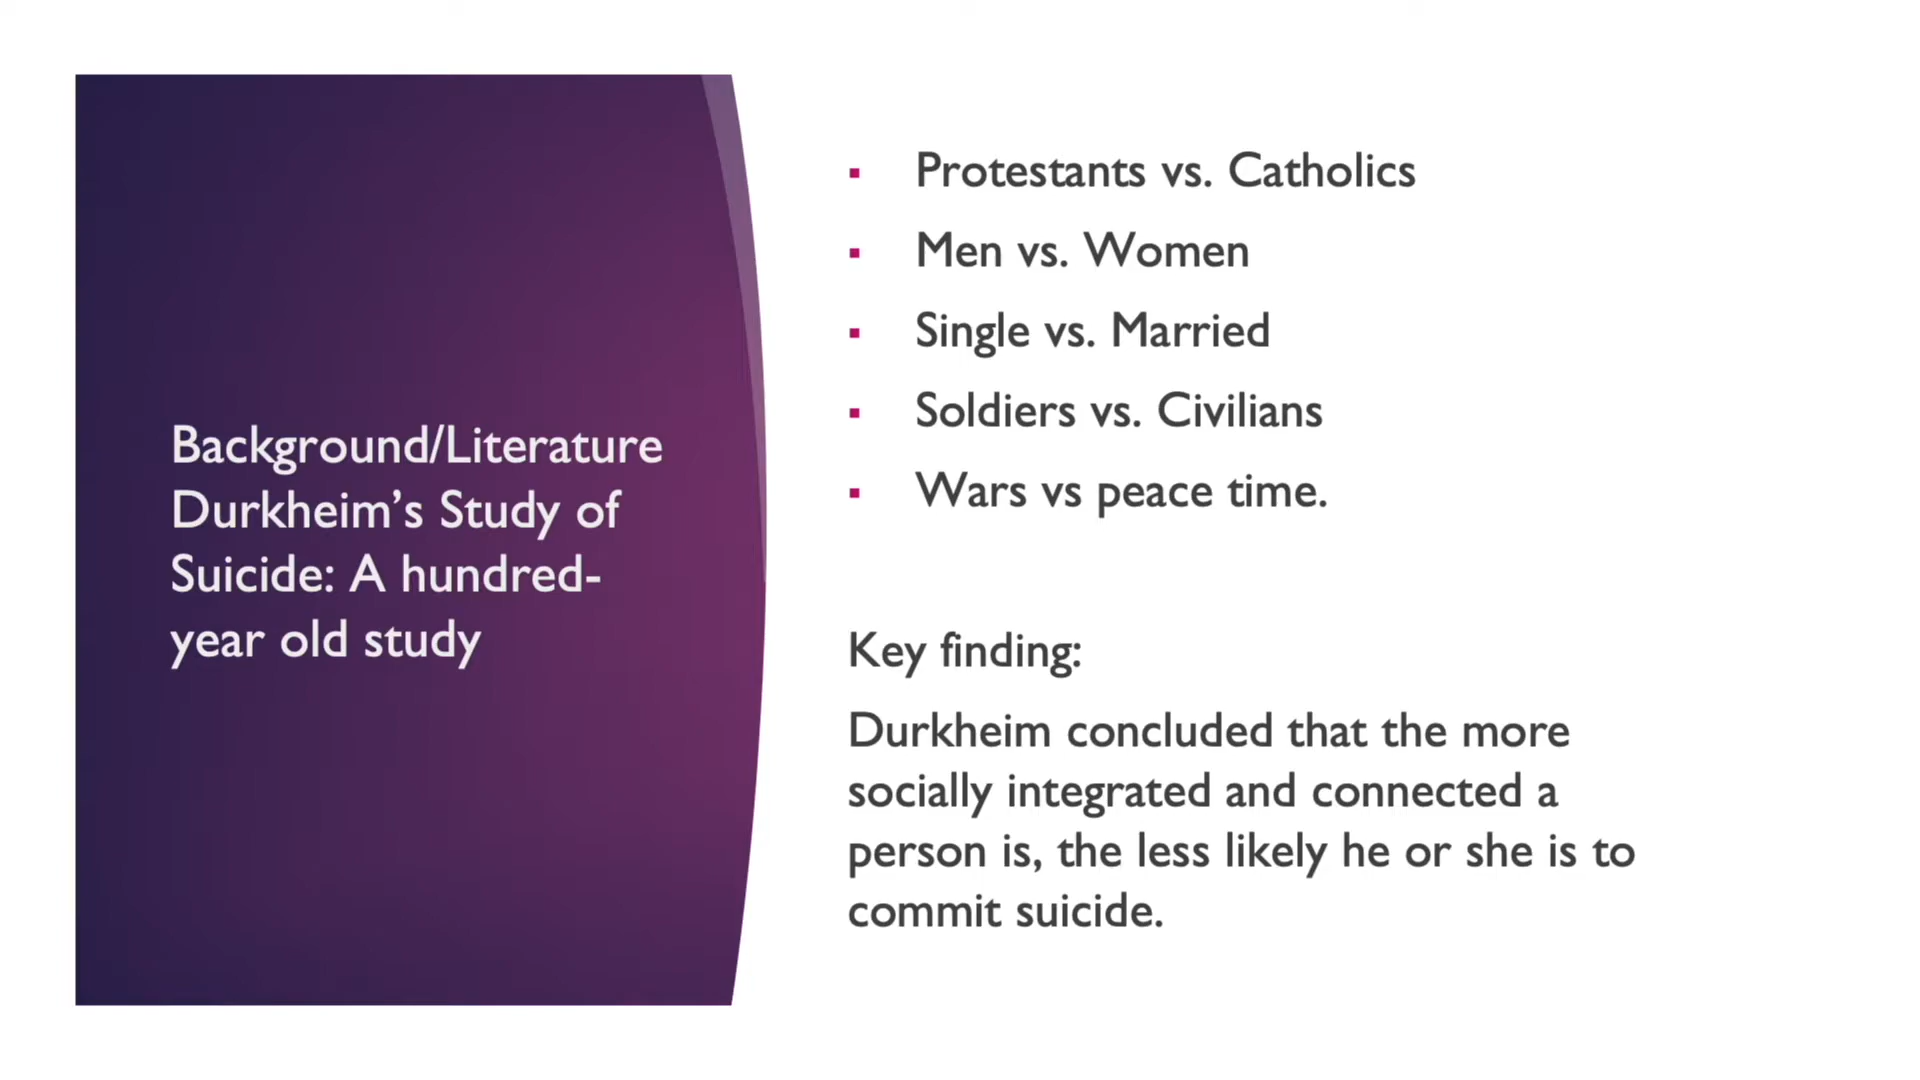 Background/Literature
Durkheim’s Study of
Suicide: A hundred-
year old study
▪ Protestants vs. Catholics
▪ Men vs. Women
▪ Single vs. Married
▪ Soldiers vs. Civilians
▪ Wars vs peace time.
Key finding:
Durkheim concluded that the more
socially integrated and connected a
person is, the less likely he or she is to
commit suicide.